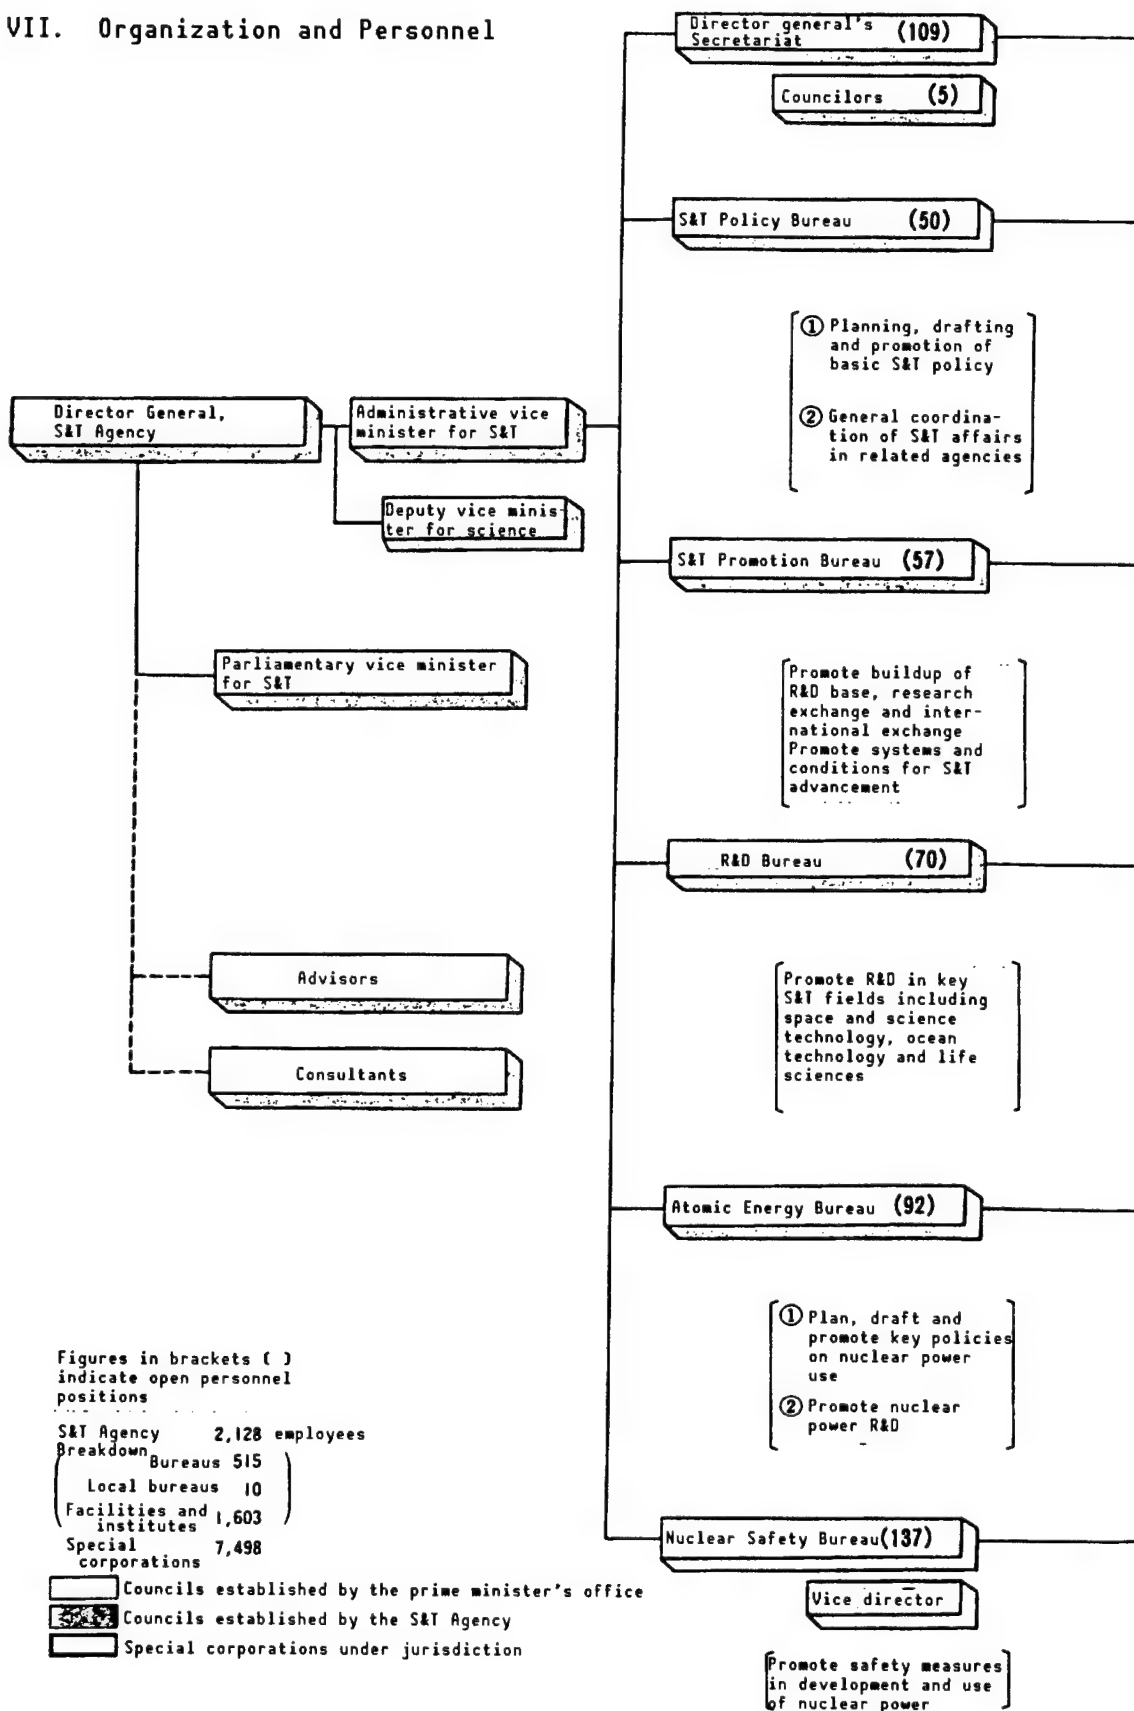 VII. Organization and Personnel
Director general's
Secretariat (109)
Councilors (5)
S&T Policy Bureau (50)
① Planning, drafting
and promotion of
basic S&T policy
② General coordina-
tion of S&T affairs
in related agencies
Director General,
S&T Agency
Administrative vice
minister for S&T
Deputy vice minis-
ter for science
S&T Promotion Bureau (57)
Parliamentary vice minister
for S&T
Promote buildup of
R&D base, research
exchange and inter-
national exchange
Promote systems and
conditions for S&T
advancement
R&D Bureau (70)
Advisors
Consultants
Promote R&D in key
S&T fields including
space and science
technology, ocean
technology and life
sciences
Atomic Energy Bureau (92)
① Plan, draft and
promote key policies
on nuclear power
use
② Promote nuclear
power R&D
Figures in brackets ( )
indicate open personnel
positions
S&T Agency 2,128 employees
Breakdown
Bureaus 515
Local bureaus 10
Facilities and
institutes 1,603
Special
corporations 7,498
Councils established by the prime minister's office
Councils established by the S&T Agency
Special corporations under jurisdiction
Nuclear Safety Bureau (137)
Vice director
Promote safety measures
in development and use
of nuclear power